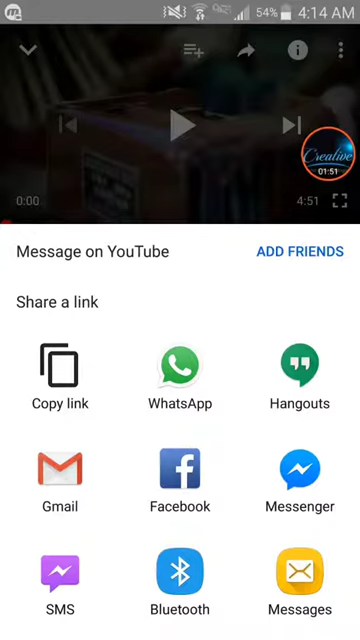 54% 4:14 AM
Creative
01:51
0:00 4:51
Message on YouTube ADD FRIENDS
Share a link
Copy link WhatsApp Hangouts
Gmail Facebook Messenger
SMS Bluetooth Messages